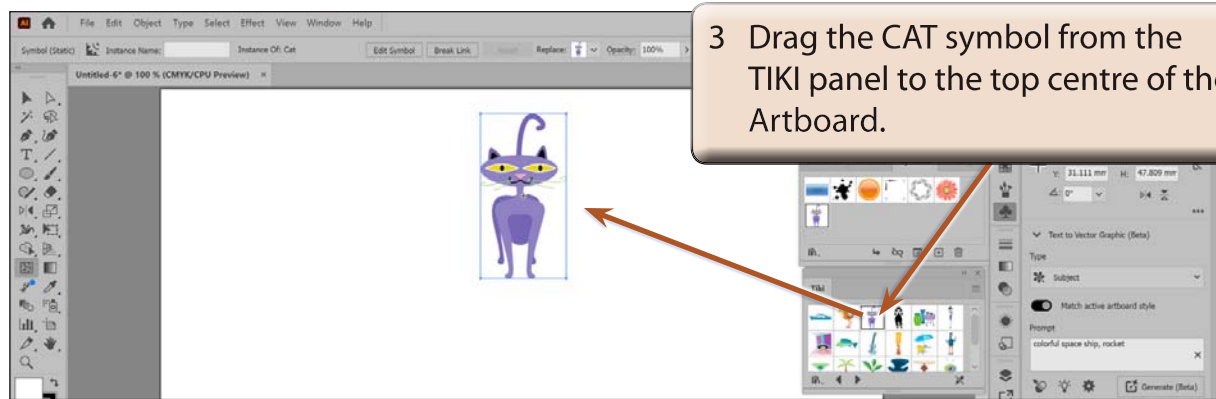 Ai File Edit Object Type Select Effect View Window Help
Symbol (Static) Instance Name: Instance Of: Cat Edit Symbol Break Link Replace: Opacity: 100%
Untitled-6* @ 100 % (CMYK/CPU Preview) ×
3 Drag the CAT symbol from the
TIKI panel to the top centre of the
Artboard.
Y: 31.111 mm H: 47.809 mm
0°
Text to Vector Graphic (Beta)
Type
Subject
Tiki
Match active artboard style
Prompt
colorful space ship, rocket
Generate (Beta)